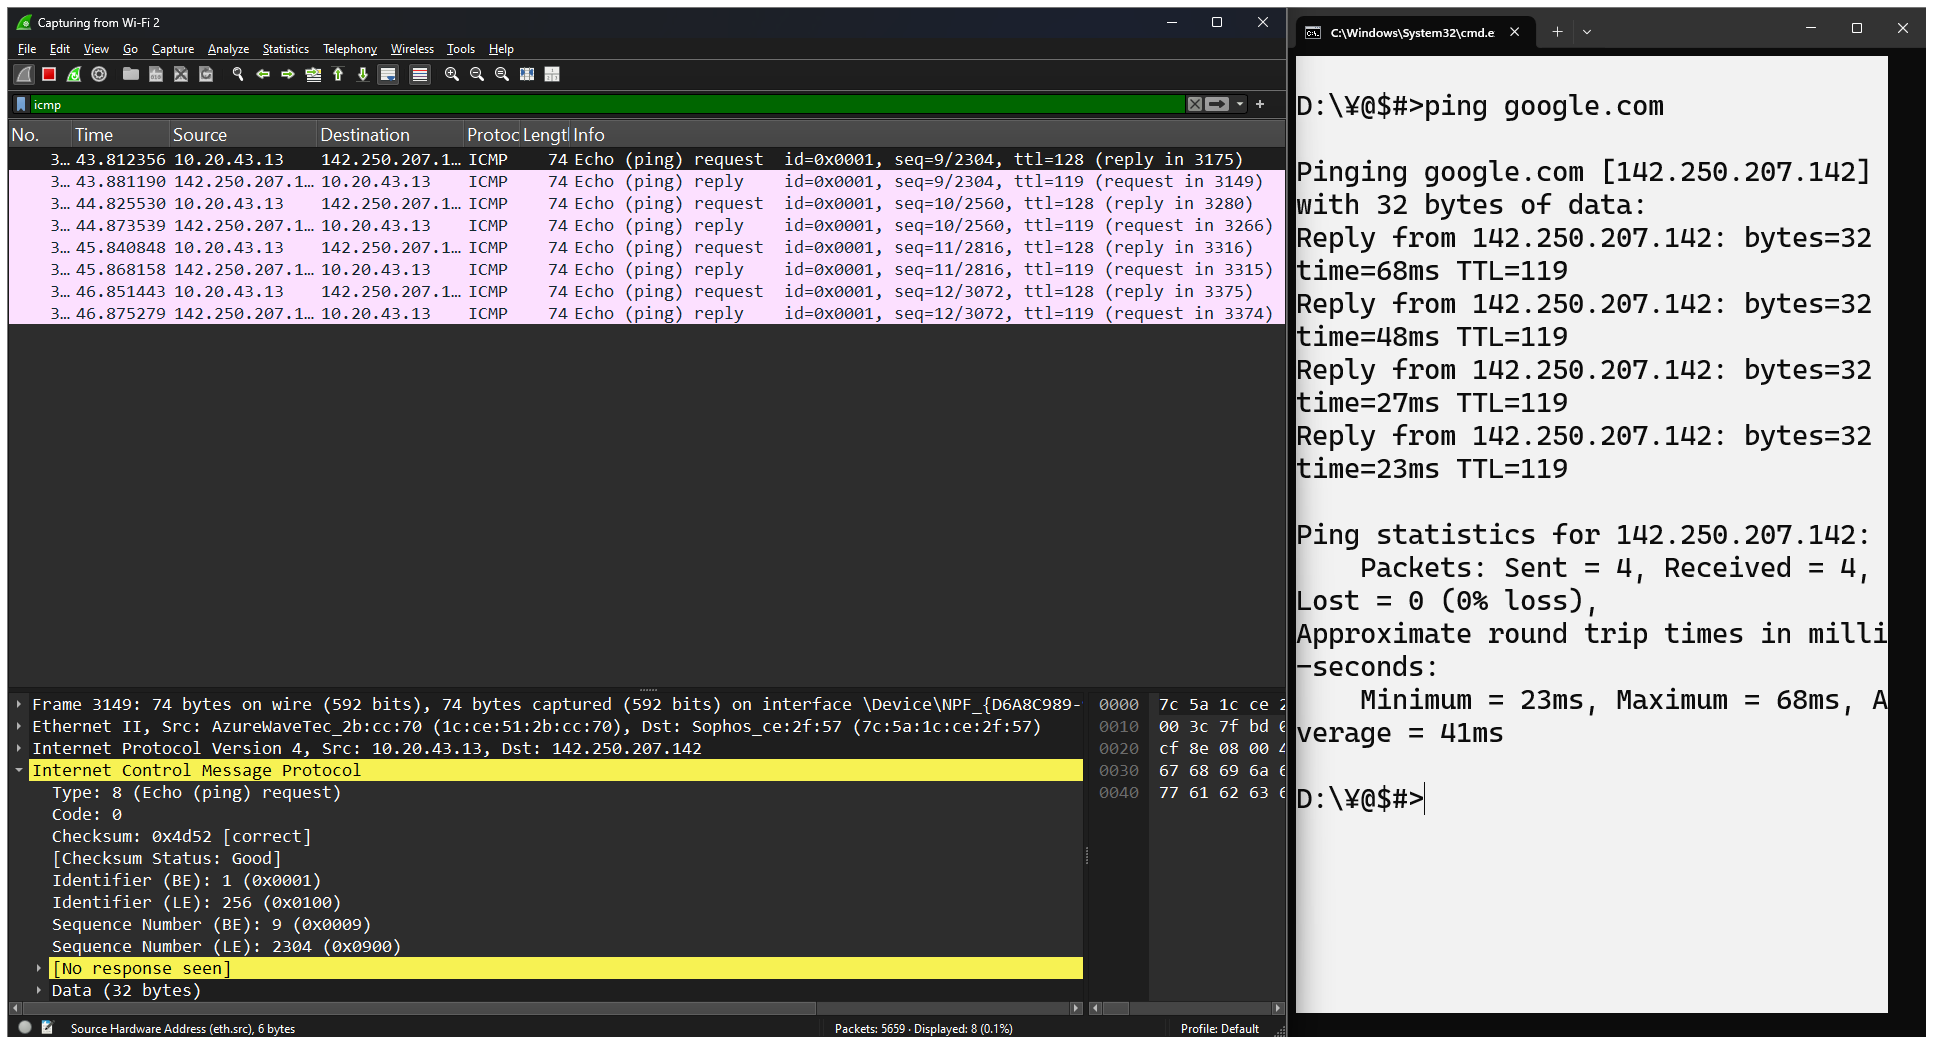 Capturing from Wi-Fi 2
File Edit View Go Capture Analyze Statistics Telephony Wireless Tools Help
icmp
No. Time Source Destination Protoc Lengtl Info
3… 43.812356 10.20.43.13 142.250.207.1… ICMP 74 Echo (ping) request id=0x0001, seq=9/2304, ttl=128 (reply in 3175)
3… 43.881190 142.250.207.1… 10.20.43.13 ICMP 74 Echo (ping) reply id=0x0001, seq=9/2304, ttl=119 (request in 3149)
3… 44.825530 10.20.43.13 142.250.207.1… ICMP 74 Echo (ping) request id=0x0001, seq=10/2560, ttl=128 (reply in 3280)
3… 44.873539 142.250.207.1… 10.20.43.13 ICMP 74 Echo (ping) reply id=0x0001, seq=10/2560, ttl=119 (request in 3266)
3… 45.840848 10.20.43.13 142.250.207.1… ICMP 74 Echo (ping) request id=0x0001, seq=11/2816, ttl=128 (reply in 3316)
3… 45.868158 142.250.207.1… 10.20.43.13 ICMP 74 Echo (ping) reply id=0x0001, seq=11/2816, ttl=119 (request in 3315)
3… 46.851443 10.20.43.13 142.250.207.1… ICMP 74 Echo (ping) request id=0x0001, seq=12/3072, ttl=128 (reply in 3375)
3… 46.875279 142.250.207.1… 10.20.43.13 ICMP 74 Echo (ping) reply id=0x0001, seq=12/3072, ttl=119 (request in 3374)
Frame 3149: 74 bytes on wire (592 bits), 74 bytes captured (592 bits) on interface \Device\NPF_{D6A8C989-
Ethernet II, Src: AzureWaveTec_2b:cc:70 (1c:ce:51:2b:cc:70), Dst: Sophos_ce:2f:57 (7c:5a:1c:ce:2f:57)
Internet Protocol Version 4, Src: 10.20.43.13, Dst: 142.250.207.142
Internet Control Message Protocol
Type: 8 (Echo (ping) request)
Code: 0
Checksum: 0x4d52 [correct]
[Checksum Status: Good]
Identifier (BE): 1 (0x0001)
Identifier (LE): 256 (0x0100)
Sequence Number (BE): 9 (0x0009)
Sequence Number (LE): 2304 (0x0900)
[No response seen]
Data (32 bytes)
0000 7c 5a 1c ce 2
0010 00 3c 7f bd 0
0020 cf 8e 08 00 4
0030 67 68 69 6a 6
0040 77 61 62 63 6
Source Hardware Address (eth.src), 6 bytes
Packets: 5659 · Displayed: 8 (0.1%)
Profile: Default
C:\Windows\System32\cmd.e
D:\¥@$#>ping google.com
Pinging google.com [142.250.207.142]
with 32 bytes of data:
Reply from 142.250.207.142: bytes=32
time=68ms TTL=119
Reply from 142.250.207.142: bytes=32
time=48ms TTL=119
Reply from 142.250.207.142: bytes=32
time=27ms TTL=119
Reply from 142.250.207.142: bytes=32
time=23ms TTL=119
Ping statistics for 142.250.207.142:
Packets: Sent = 4, Received = 4,
Lost = 0 (0% loss),
Approximate round trip times in milli
-seconds:
Minimum = 23ms, Maximum = 68ms, A
verage = 41ms
D:\¥@$#>